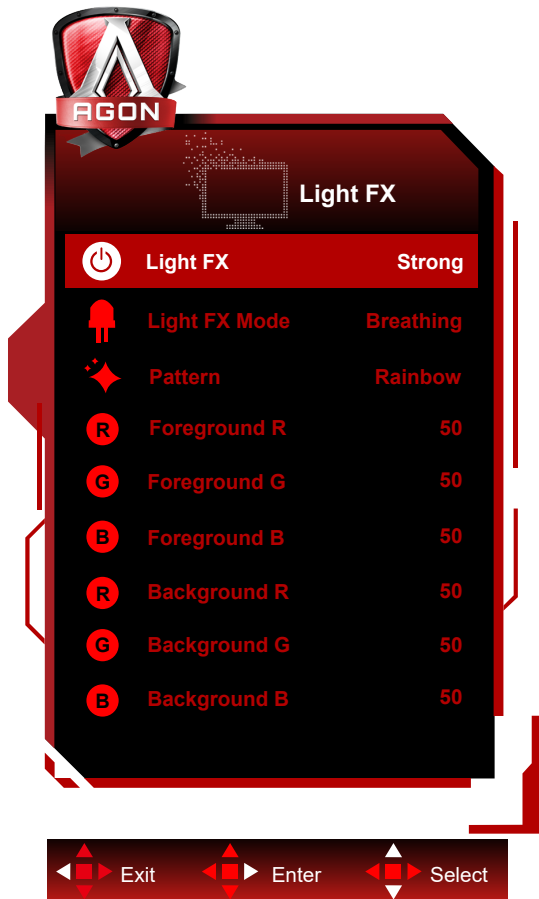 AGON
Light FX
Light FX Strong
Light FX Mode Breathing
Pattern Rainbow
R Foreground R 50
G Foreground G 50
B Foreground B 50
R Background R 50
G Background G 50
B Background B 50
Exit Enter Select